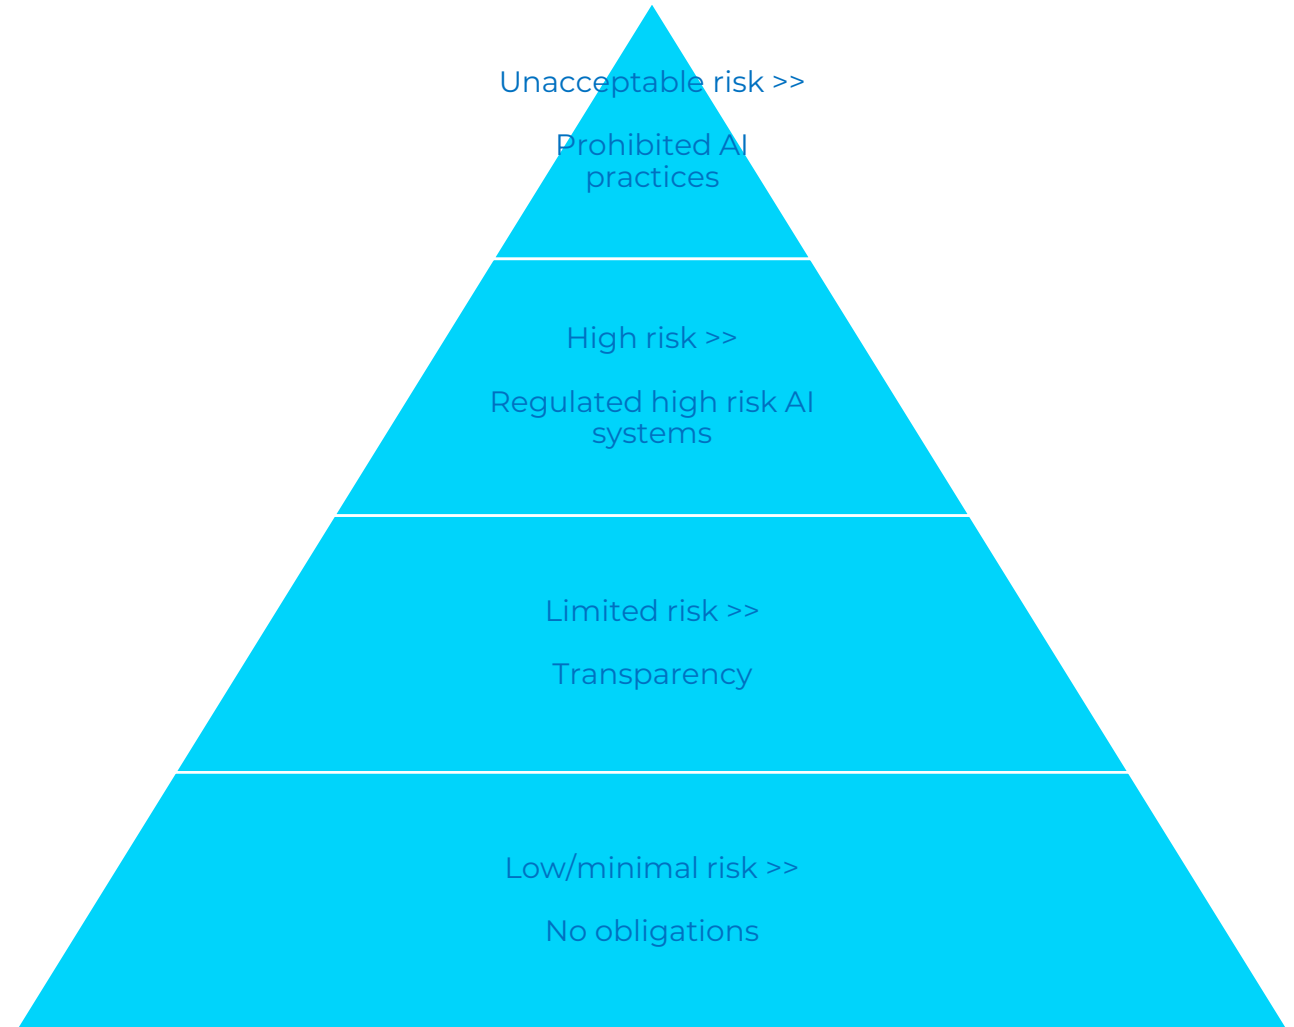 Unacceptable risk >>
Prohibited AI
practices
High risk >>
Regulated high risk AI
systems
Limited risk >>
Transparency
Low/minimal risk >>
No obligations